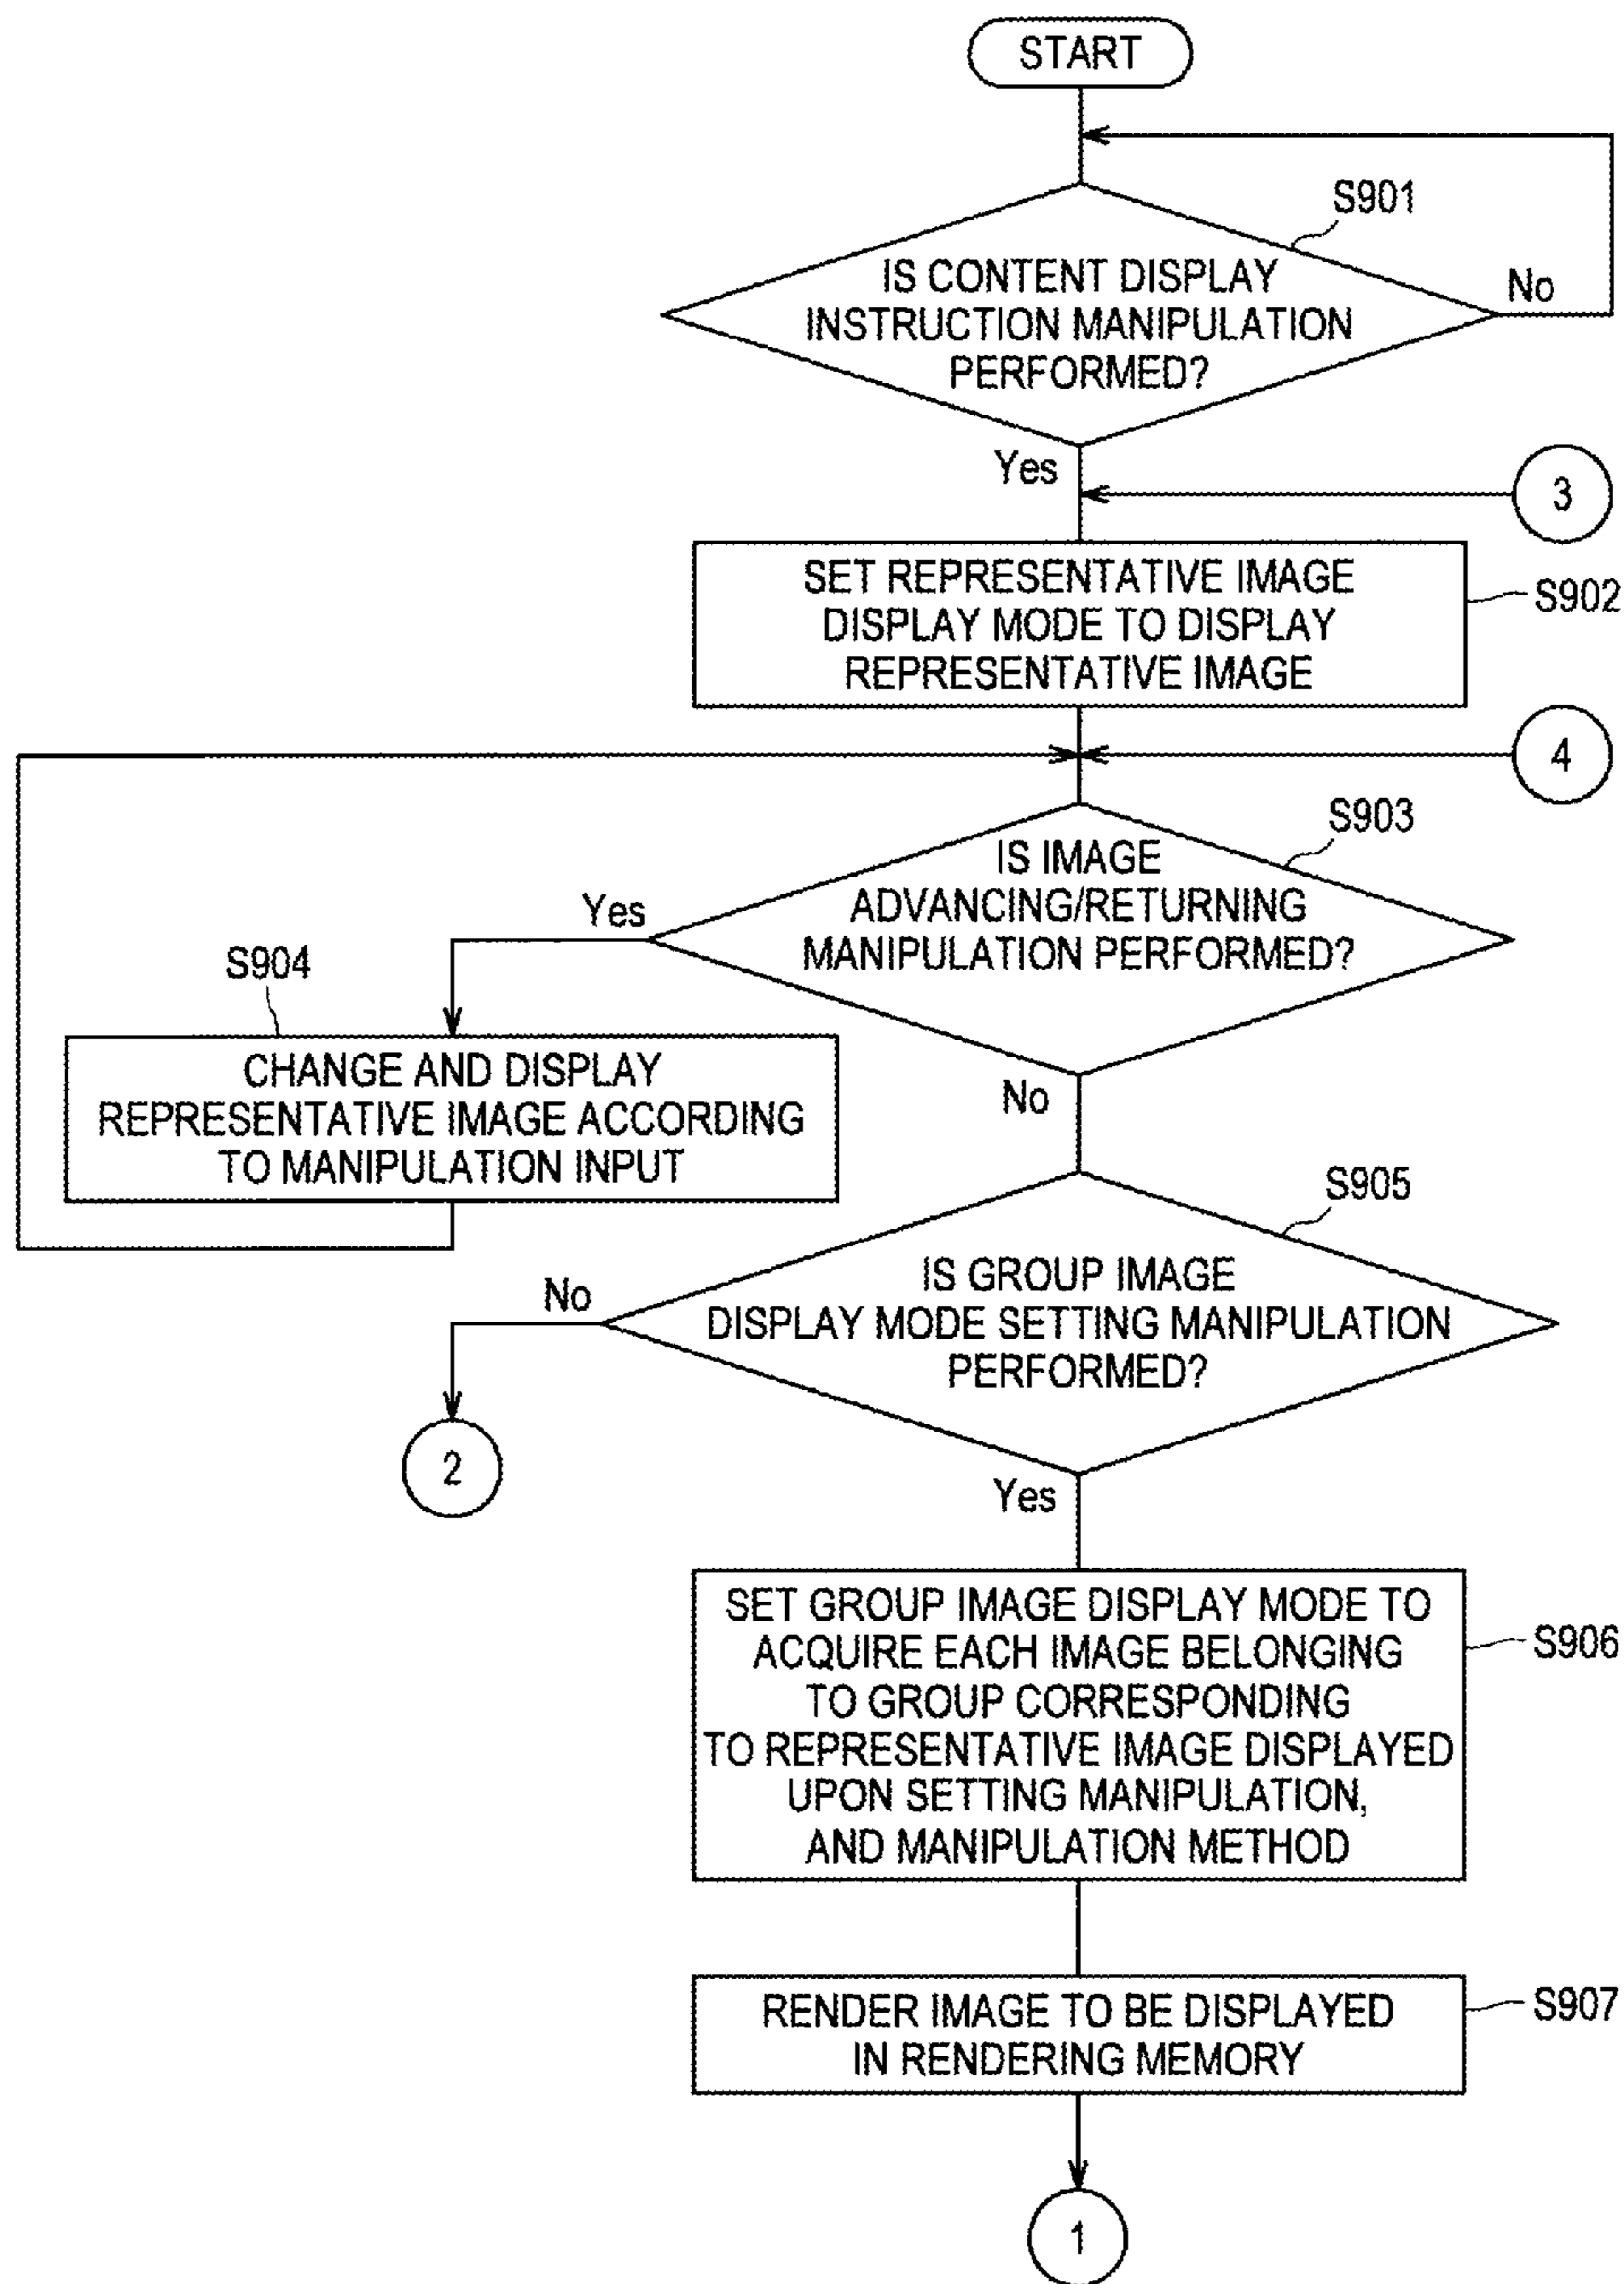 START
S901
IS CONTENT DISPLAY
INSTRUCTION MANIPULATION
PERFORMED?
No
Yes
3
SET REPRESENTATIVE IMAGE
DISPLAY MODE TO DISPLAY
REPRESENTATIVE IMAGE
S902
4
S903
IS IMAGE
ADVANCING/RETURNING
MANIPULATION PERFORMED?
Yes
S904
CHANGE AND DISPLAY
REPRESENTATIVE IMAGE ACCORDING
TO MANIPULATION INPUT
No
S905
IS GROUP IMAGE
DISPLAY MODE SETTING MANIPULATION
PERFORMED?
No
2
Yes
SET GROUP IMAGE DISPLAY MODE TO
ACQUIRE EACH IMAGE BELONGING
TO GROUP CORRESPONDING
TO REPRESENTATIVE IMAGE DISPLAYED
UPON SETTING MANIPULATION,
AND MANIPULATION METHOD
S906
RENDER IMAGE TO BE DISPLAYED
IN RENDERING MEMORY
S907
1